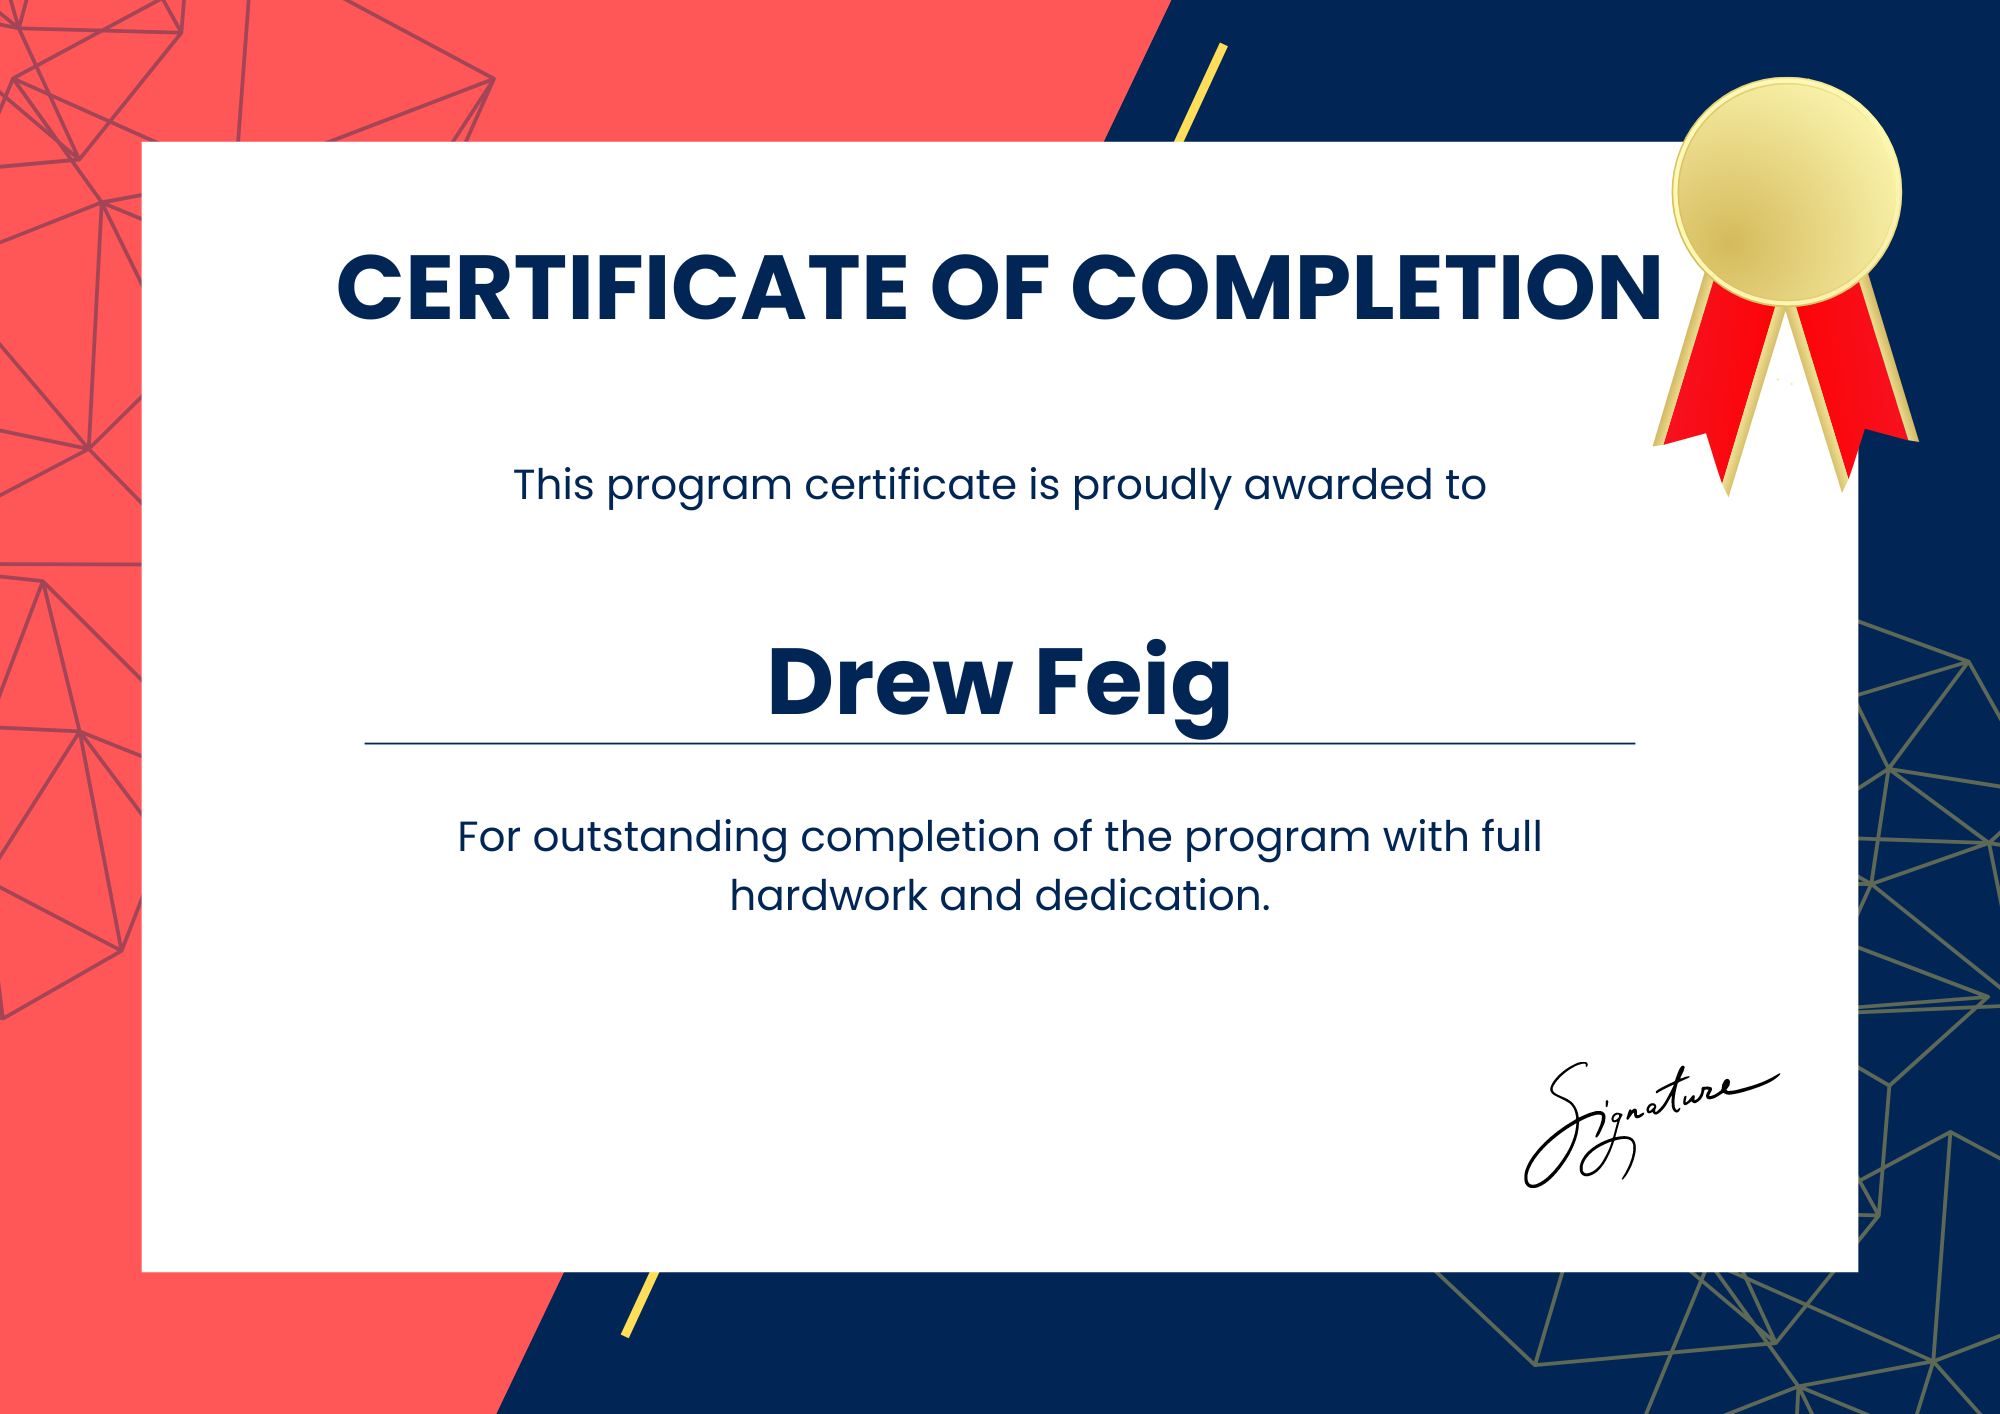 CERTIFICATE OF COMPLETION
This program certificate is proudly awarded to
Drew Feig
For outstanding completion of the program with full
hardwork and dedication.
Signature